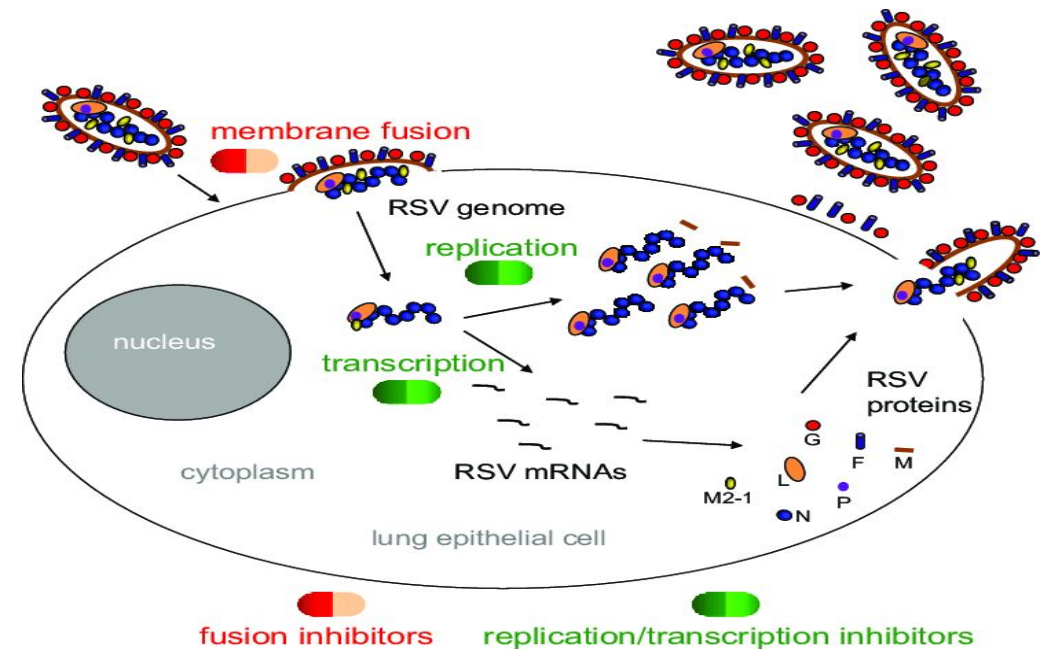 membrane fusion
RSV genome
replication
nucleus
transcription
RSV
proteins
G
F
M
L
M2-1
P
N
RSV mRNAs
cytoplasm
lung epithelial cell
fusion inhibitors
replication/transcription inhibitors